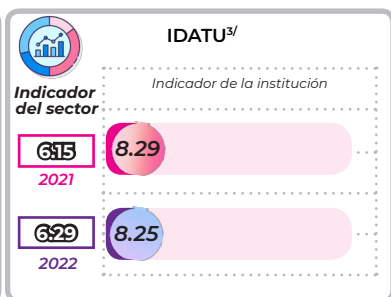 IDATU3/
Indicador
del sector
Indicador de la institución
6.15
8.29
2021
6.29
8.25
2022